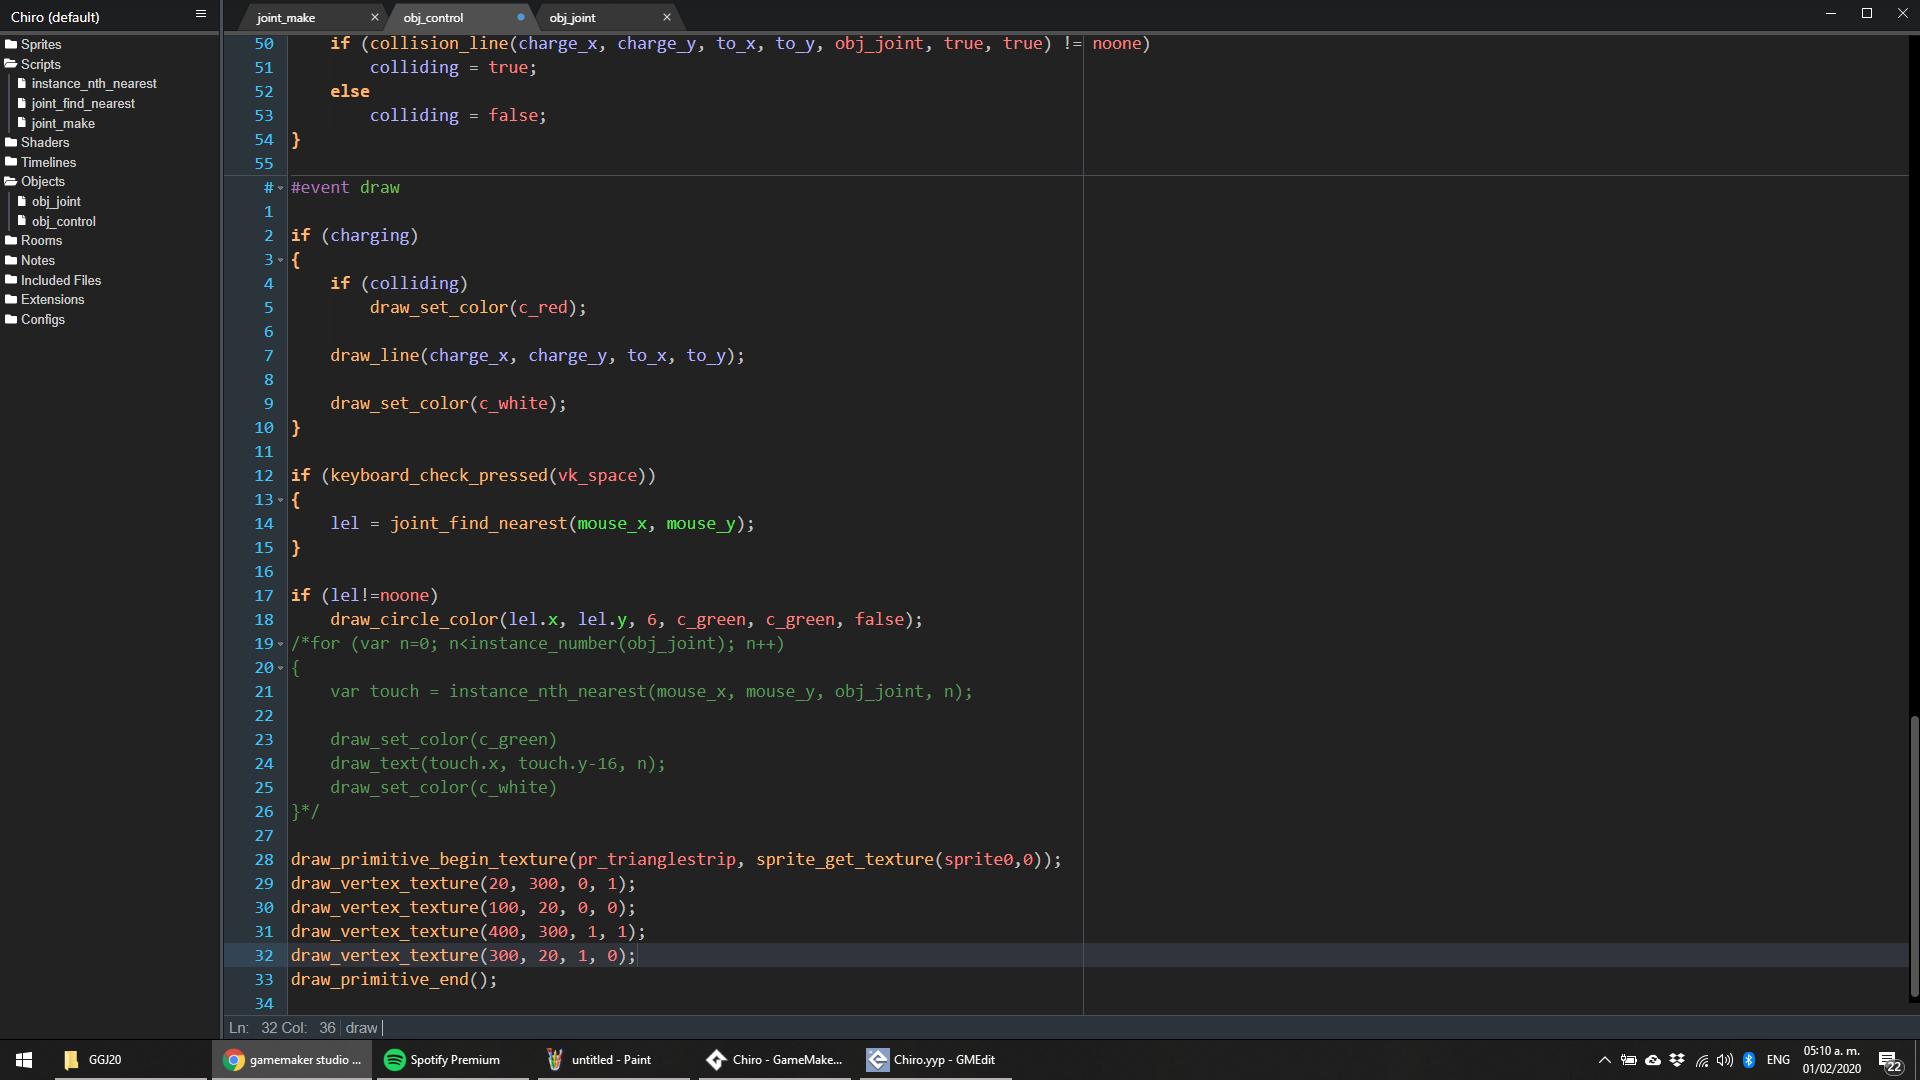 Chiro (default)
Sprites
Scripts
instance_nth_nearest
joint_find_nearest
joint_make
Shaders
Timelines
Objects
obj_joint
obj_control
Rooms
Notes
Included Files
Extensions
Configs
joint_make ×
obj_control
obj_joint ×
50 if (collision_line(charge_x, charge_y, to_x, to_y, obj_joint, true, true) != noone)
51 colliding = true;
52 else
53 colliding = false;
54 }
55
# #event draw
1
2 if (charging)
3 {
4 if (colliding)
5 draw_set_color(c_red);
6
7 draw_line(charge_x, charge_y, to_x, to_y);
8
9 draw_set_color(c_white);
10 }
11
12 if (keyboard_check_pressed(vk_space))
13 {
14 lel = joint_find_nearest(mouse_x, mouse_y);
15 }
16
17 if (lel!=noone)
18 draw_circle_color(lel.x, lel.y, 6, c_green, c_green, false);
19 /*for (var n=0; n<instance_number(obj_joint); n++)
20 {
21 var touch = instance_nth_nearest(mouse_x, mouse_y, obj_joint, n);
22
23 draw_set_color(c_green)
24 draw_text(touch.x, touch.y-16, n);
25 draw_set_color(c_white)
26 }*/
27
28 draw_primitive_begin_texture(pr_trianglestrip, sprite_get_texture(sprite0,0));
29 draw_vertex_texture(20, 300, 0, 1);
30 draw_vertex_texture(100, 20, 0, 0);
31 draw_vertex_texture(400, 300, 1, 1);
32 draw_vertex_texture(300, 20, 1, 0);
33 draw_primitive_end();
34
Ln: 32 Col: 36 draw
GGJ20
gamemaker studio ...
Spotify Premium
untitled - Paint
Chiro - GameMake...
Chiro.yyp - GMEdit
ENG
05:10 a. m.
01/02/2020
22